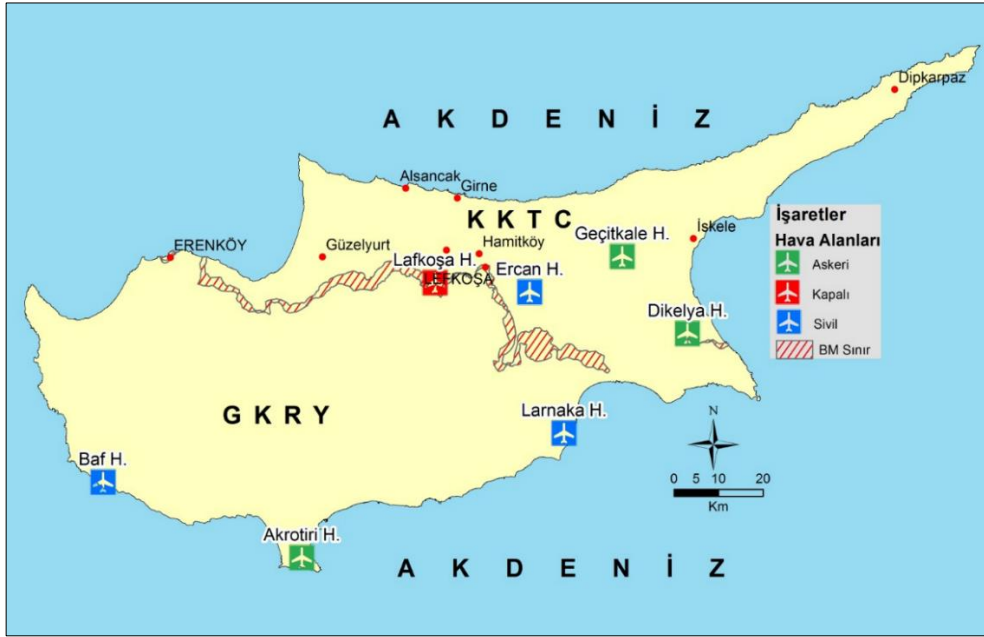 Dipkarpaz
A K D E N İ Z
Alsancak
Girne
K K T C
İşaretler
Hava Alanları
Askeri
Kapalı
Sivil
BM Sınır
İskele
Geçitkale H.
ERENKÖY
Güzelyurt
Hamitköy
Lafkoşa H.
LEFKOŞA
Ercan H.
Dikelya H.
G K R Y
Larnaka H.
N
Baf H.
0 5 10 20
Km
Akrotiri H.
A K D E N İ Z